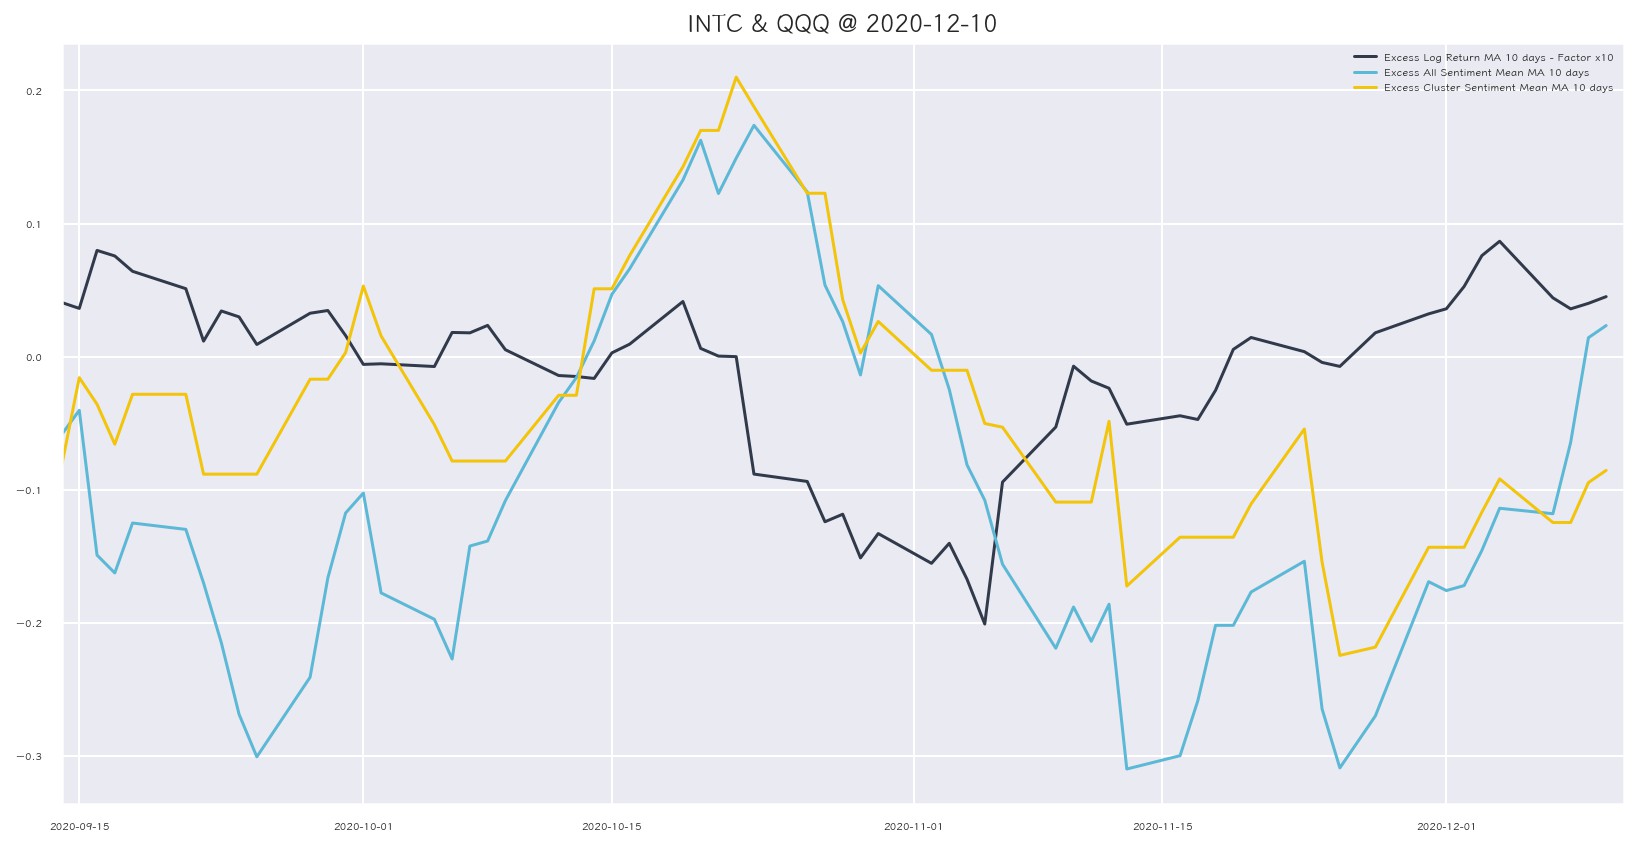 INTC & QQQ @ 2020-12-10
Excess Log Return MA 10 days - Factor x10
Excess All Sentiment Mean MA 10 days
Excess Cluster Sentiment Mean MA 10 days
0.2
0.1
0.0
−0.1
−0.2
−0.3
2020-09-15 2020-10-01 2020-10-15 2020-11-01 2020-11-15 2020-12-01